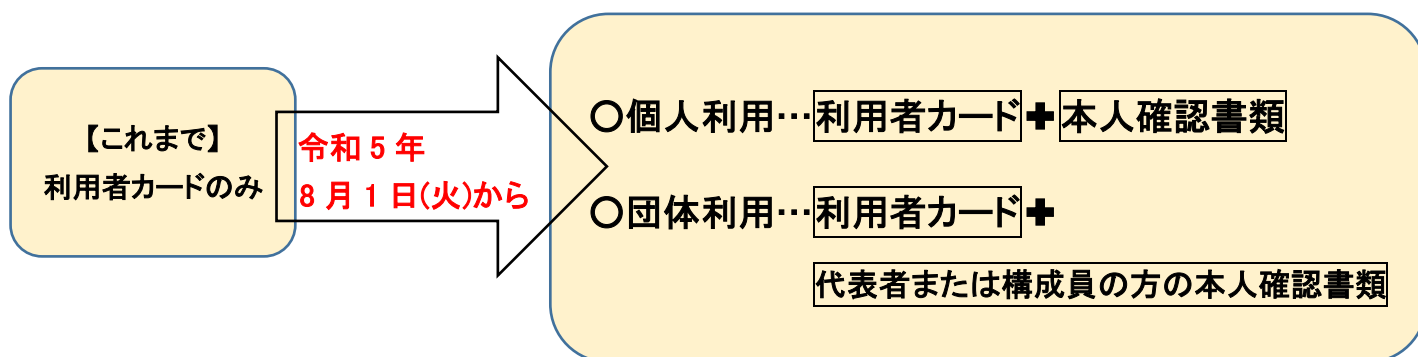 【これまで】
利用者カードのみ
令和5年
8月1日(火)から
〇個人利用…利用者カード✚本人確認書類
〇団体利用…利用者カード✚
代表者または構成員の方の本人確認書類